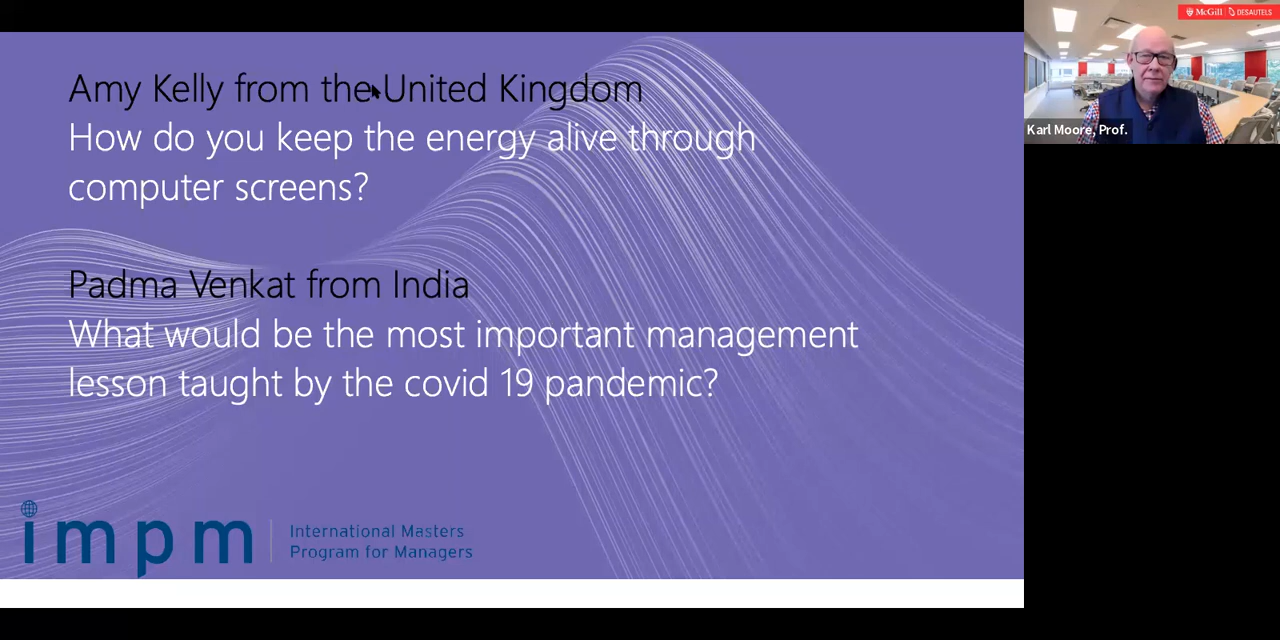 Amy Kelly from the United Kingdom
How do you keep the energy alive through
computer screens?
Padma Venkat from India
What would be the most important management
lesson taught by the covid 19 pandemic?
impm
International Masters
Program for Managers
McGill DESAUTELS
Karl Moore, Prof.